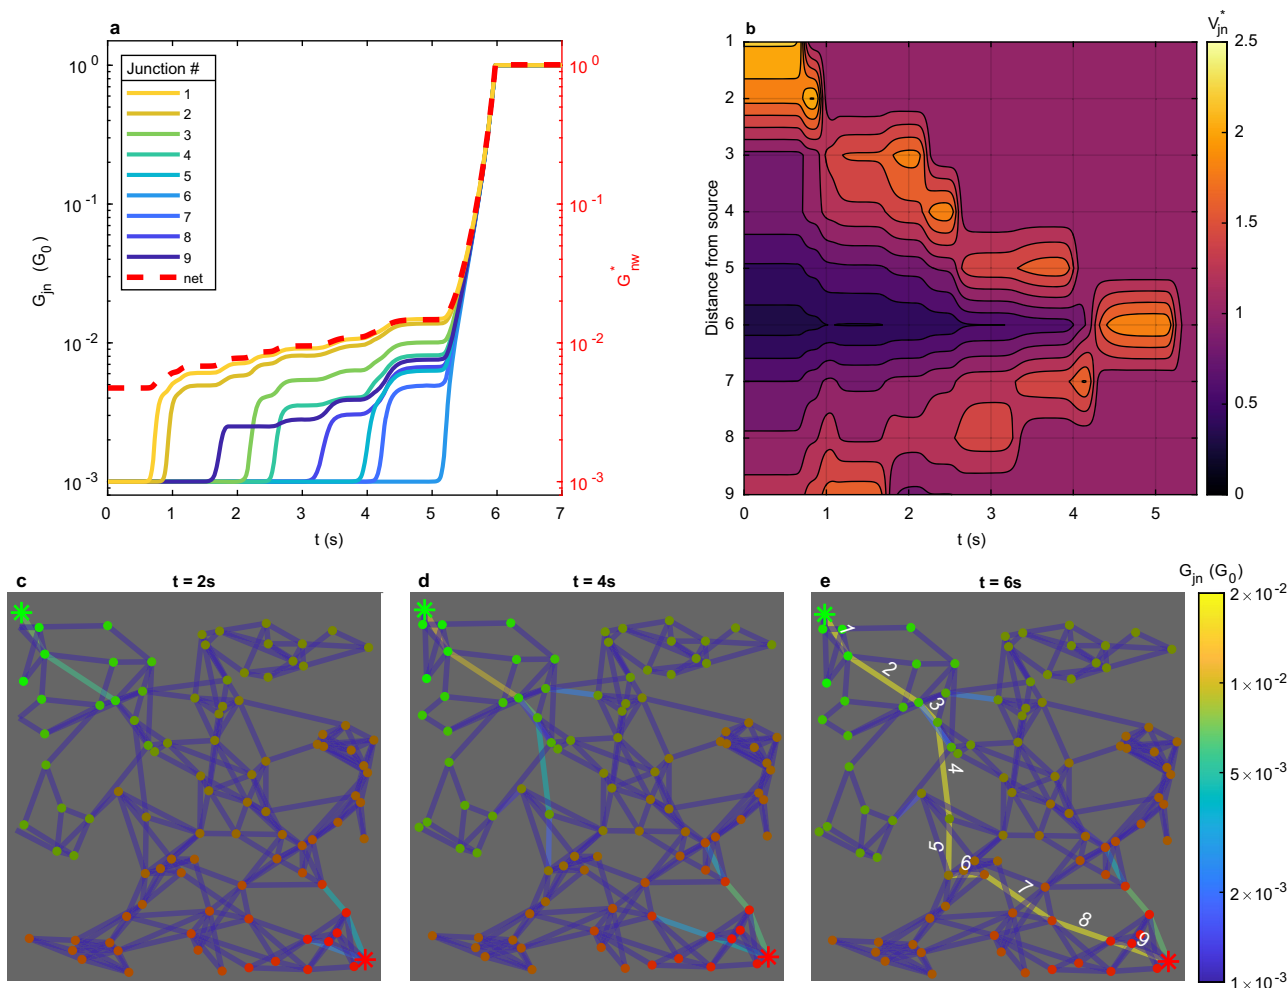 a
Junction #
1
2
3
4
5
6
7
8
9
net
10^0
10^-1
10^-2
10^-3
G_jn (G_0)
0 1 2 3 4 5 6 7
t (s)
10^0
10^-1
10^-2
10^-3
G*_nw
b
1
2
3
4
5
6
7
8
9
Distance from source
0 1 2 3 4 5
t (s)
V*_jn
2.5
2
1.5
1
0.5
0
c t = 2s
d t = 4s
e t = 6s
1
2
3
4
5
6
7
8
9
G_jn (G_0)
2×10^-2
1×10^-2
5×10^-3
2×10^-3
1×10^-3